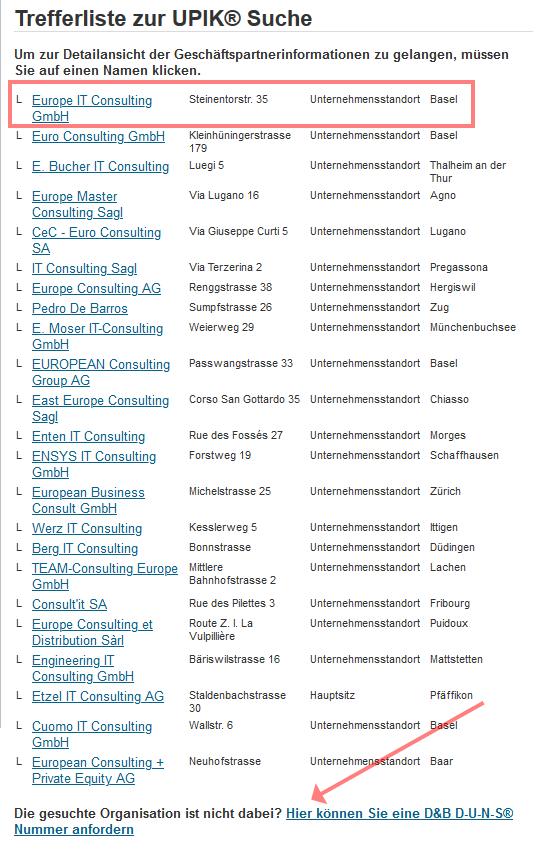 Trefferliste zur UPIK® Suche
Um zur Detailansicht der Geschäftspartnerinformationen zu gelangen, müssen
Sie auf einen Namen klicken.
L Europe IT Consulting GmbH Steinentorstr. 35 Unternehmensstandort Basel
L Euro Consulting GmbH Kleinhüningerstrasse 179 Unternehmensstandort Basel
L E. Bucher IT Consulting Luegi 5 Unternehmensstandort Thalheim an der Thur
L Europe Master Consulting Sagl Via Lugano 16 Unternehmensstandort Agno
L CeC - Euro Consulting SA Via Giuseppe Curti 5 Unternehmensstandort Lugano
L IT Consulting Sagl Via Terzerina 2 Unternehmensstandort Pregassona
L Europe Consulting AG Renggstrasse 38 Unternehmensstandort Hergiswil
L Pedro De Barros Sumpfstrasse 26 Unternehmensstandort Zug
L E. Moser IT-Consulting GmbH Weierweg 29 Unternehmensstandort Münchenbuchsee
L EUROPEAN Consulting Group AG Passwangstrasse 33 Unternehmensstandort Basel
L East Europe Consulting Sagl Corso San Gottardo 35 Unternehmensstandort Chiasso
L Enten IT Consulting Rue des Fossés 27 Unternehmensstandort Morges
L ENSYS IT Consulting GmbH Forstweg 19 Unternehmensstandort Schaffhausen
L European Business Consult GmbH Michelstrasse 25 Unternehmensstandort Zürich
L Werz IT Consulting Kesslerweg 5 Unternehmensstandort Ittigen
L Berg IT Consulting Bonnstrasse Unternehmensstandort Düdingen
L TEAM-Consulting Europe GmbH Mittlere Bahnhofstrasse 2 Unternehmensstandort Lachen
L Consult'it SA Rue des Pilettes 3 Unternehmensstandort Fribourg
L Europe Consulting et Distribution Sàrl Route Z. I. La Vulpillière Unternehmensstandort Puidoux
L Engineering IT Consulting GmbH Bäriswilstrasse 16 Unternehmensstandort Mattstetten
L Etzel IT Consulting AG Staldenbachstrasse 30 Hauptsitz Pfäffikon
L Cuomo IT Consulting GmbH Wallstr. 6 Unternehmensstandort Basel
L European Consulting + Private Equity AG Neuhofstrasse Unternehmensstandort Baar
Die gesuchte Organisation ist nicht dabei? Hier können Sie eine D&B D-U-N-S®
Nummer anfordern